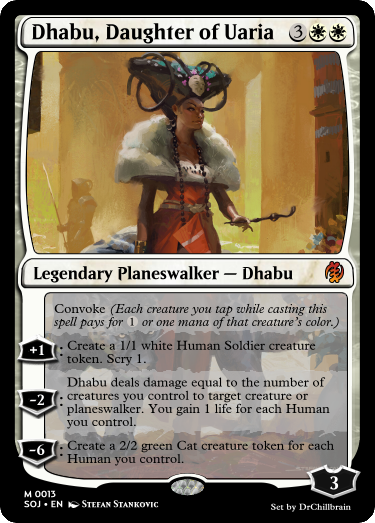 Dhabu, Daughter of Uaria 3
Legendary Planeswalker — Dhabu
Convoke (Each creature you tap while casting this
spell pays for 1 or one mana of that creature's color.)
+1: Create a 1/1 white Human Soldier creature
token. Scry 1.
Dhabu deals damage equal to the number of
-2: creatures you control to target creature or
planeswalker. You gain 1 life for each Human
you control.
-6: Create a 2/2 green Cat creature token for each
Human you control.
3
M 0013
SOJ • EN Stefan Stankovic
Set by DrChillbrain